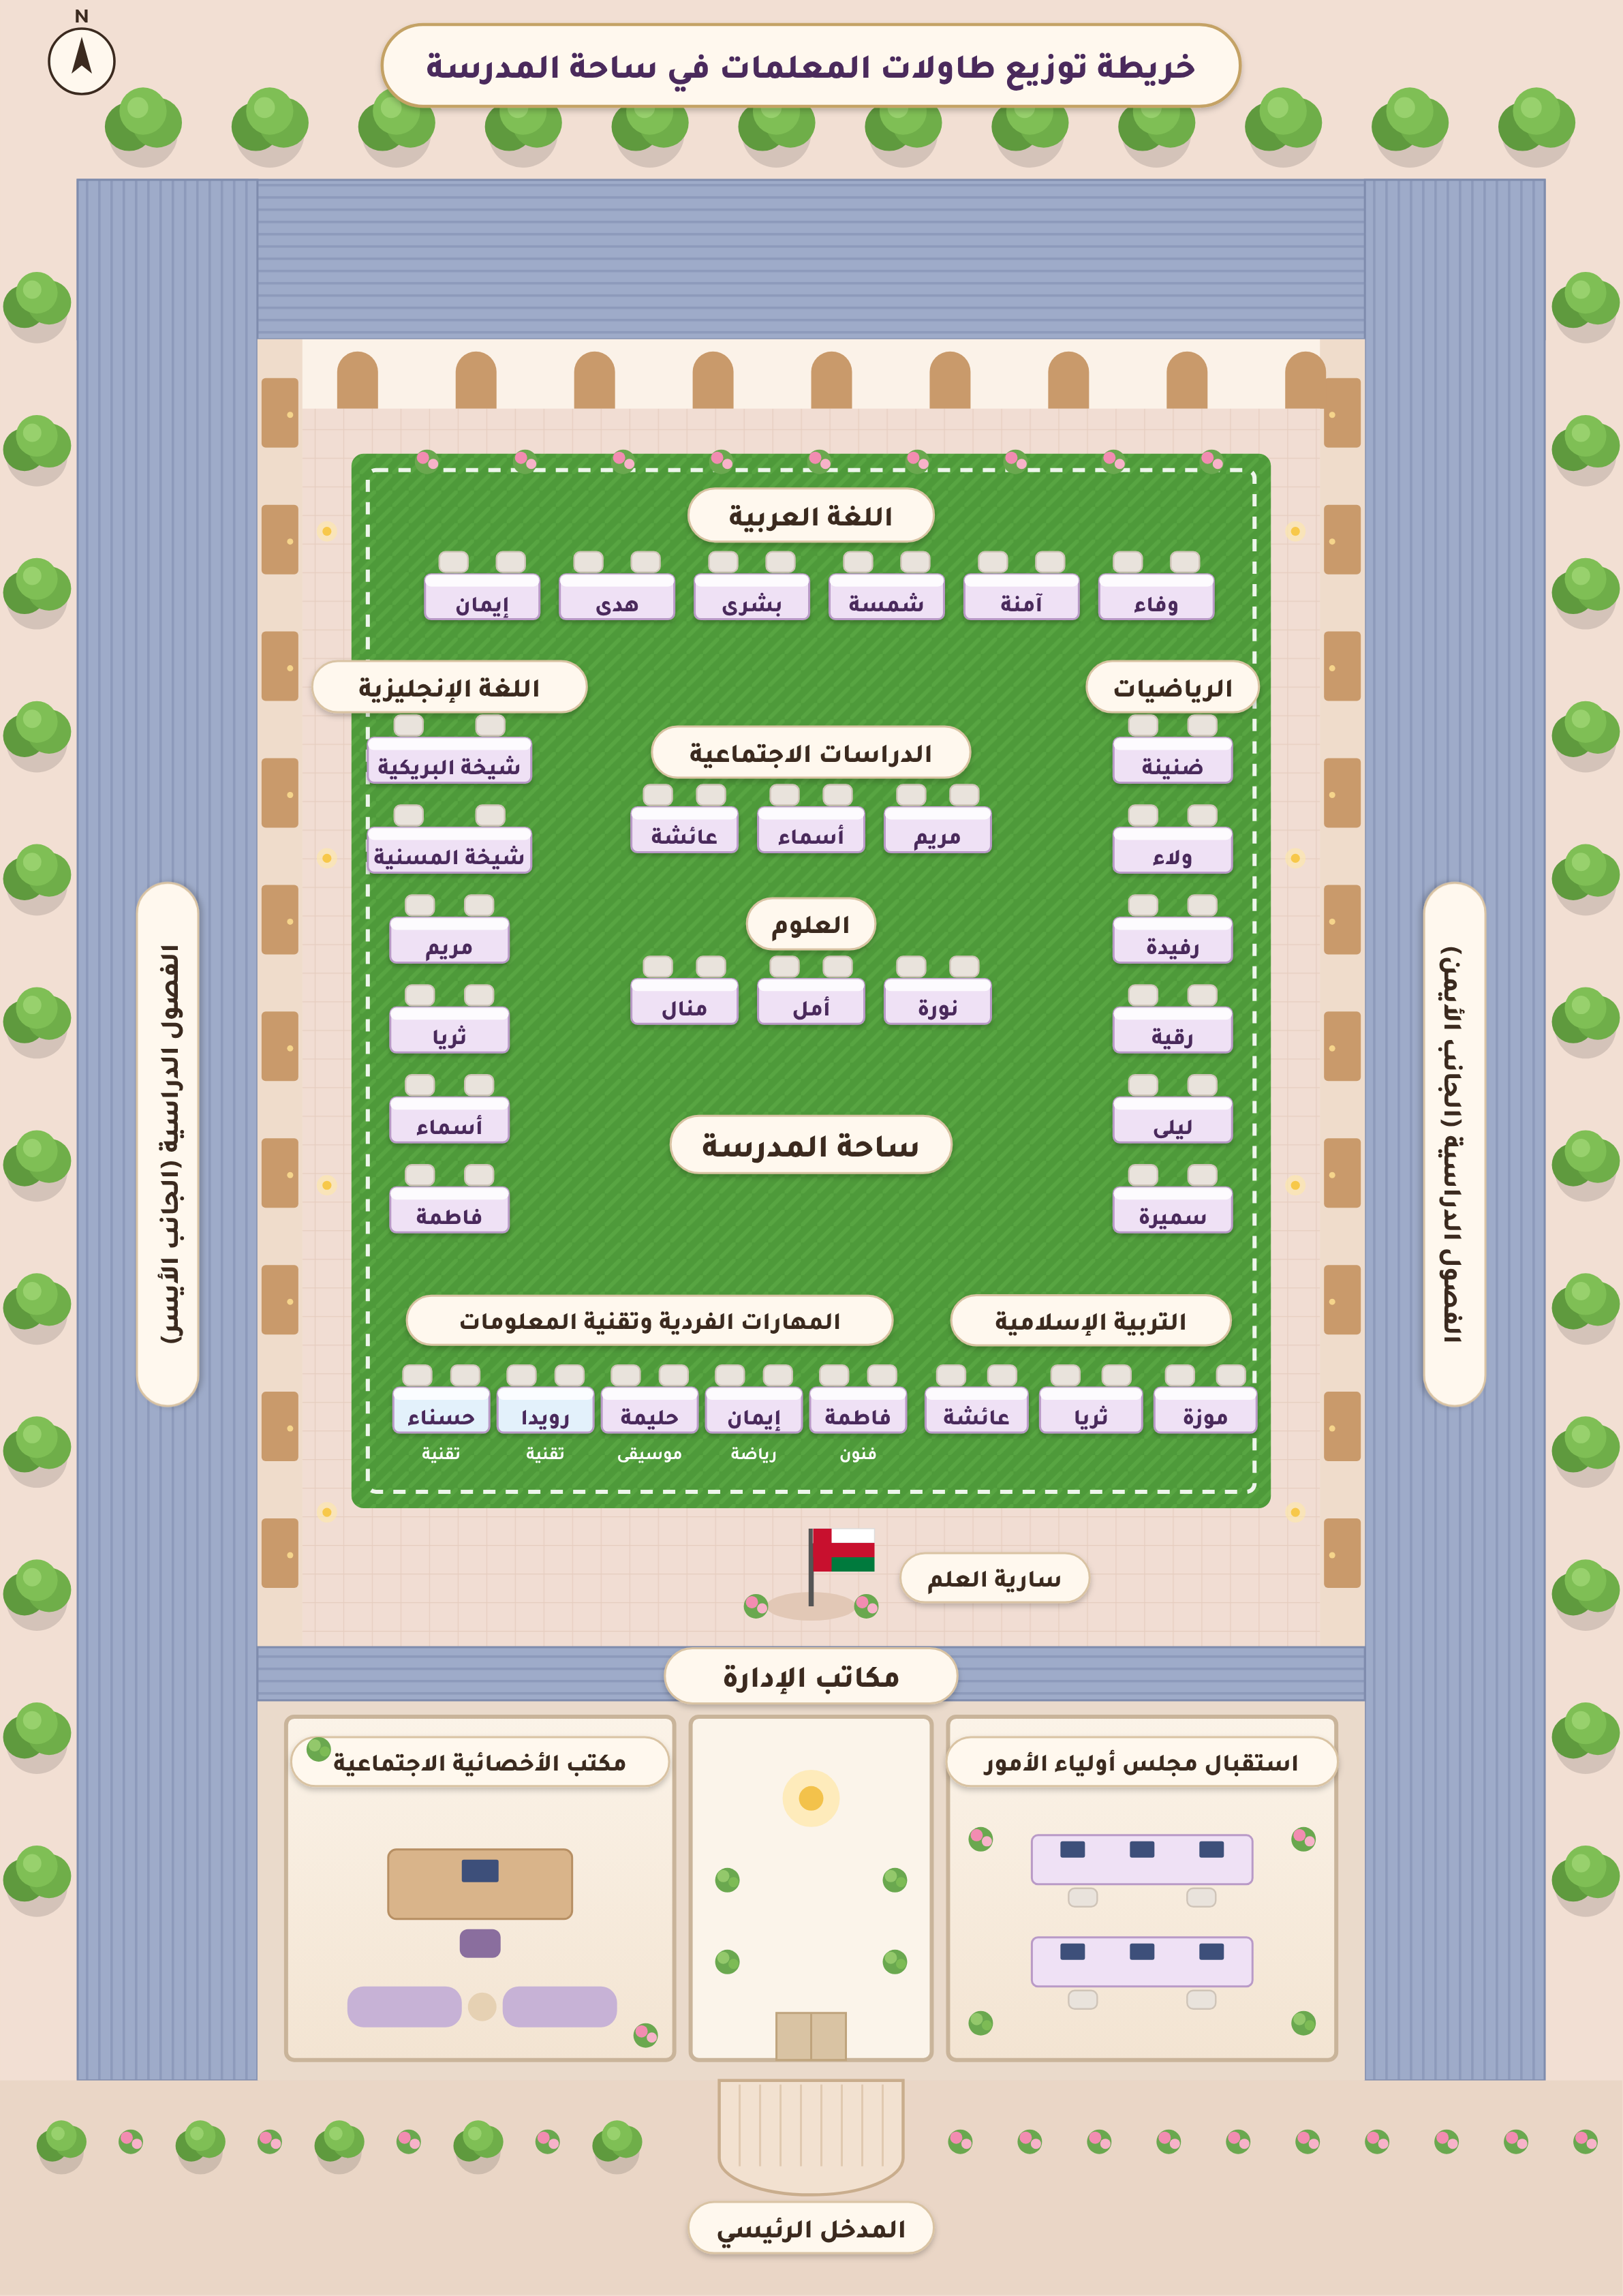 N
خريطة توزيع طاولات المعلمات في ساحة المدرسة
اللغة العربية
وفاء
آمنة
شمسة
بشرى
هدى
إيمان
الرياضيات
ضنينة
ولاء
رفيدة
رقية
ليلى
سميرة
الدراسات الاجتماعية
مريم
أسماء
عائشة
العلوم
نورة
أمل
منال
ساحة المدرسة
اللغة الإنجليزية
شيخة البريكية
شيخة المسنية
مريم
ثريا
أسماء
فاطمة
الفصول الدراسية (الجانب الأيمن)
الفصول الدراسية (الجانب الأيسر)
التربية الإسلامية
موزة
ثريا
عائشة
المهارات الفردية وتقنية المعلومات
فاطمة
فنون
إيمان
رياضة
حليمة
موسيقى
رويدا
تقنية
حسناء
تقنية
سارية العلم
مكاتب الإدارة
استقبال مجلس أولياء الأمور
مكتب الأخصائية الاجتماعية
المدخل الرئيسي